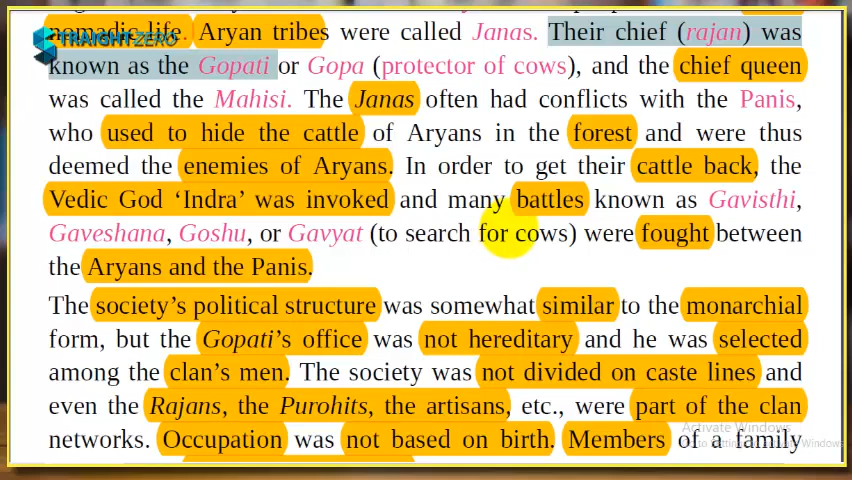 nomadic life. Aryan tribes were called Janas. Their chief (rajan) was
TRAIGHT ZERO
known as the Gopati or Gopa (protector of cows), and the chief queen
was called the Mahisi. The Janas often had conflicts with the Panis,
who used to hide the cattle of Aryans in the forest and were thus
deemed the enemies of Aryans. In order to get their cattle back, the
Vedic God ‘Indra’ was invoked and many battles known as Gavisthi,
Gaveshana, Goshu, or Gavyat (to search for cows) were fought between
the Aryans and the Panis.
The society’s political structure was somewhat similar to the monarchial
form, but the Gopati’s office was not hereditary and he was selected
among the clan’s men. The society was not divided on caste lines and
even the Rajans, the Purohits, the artisans, etc., were part of the clan
Activate Windows
networks. Occupation was not based on birth. Members of a family